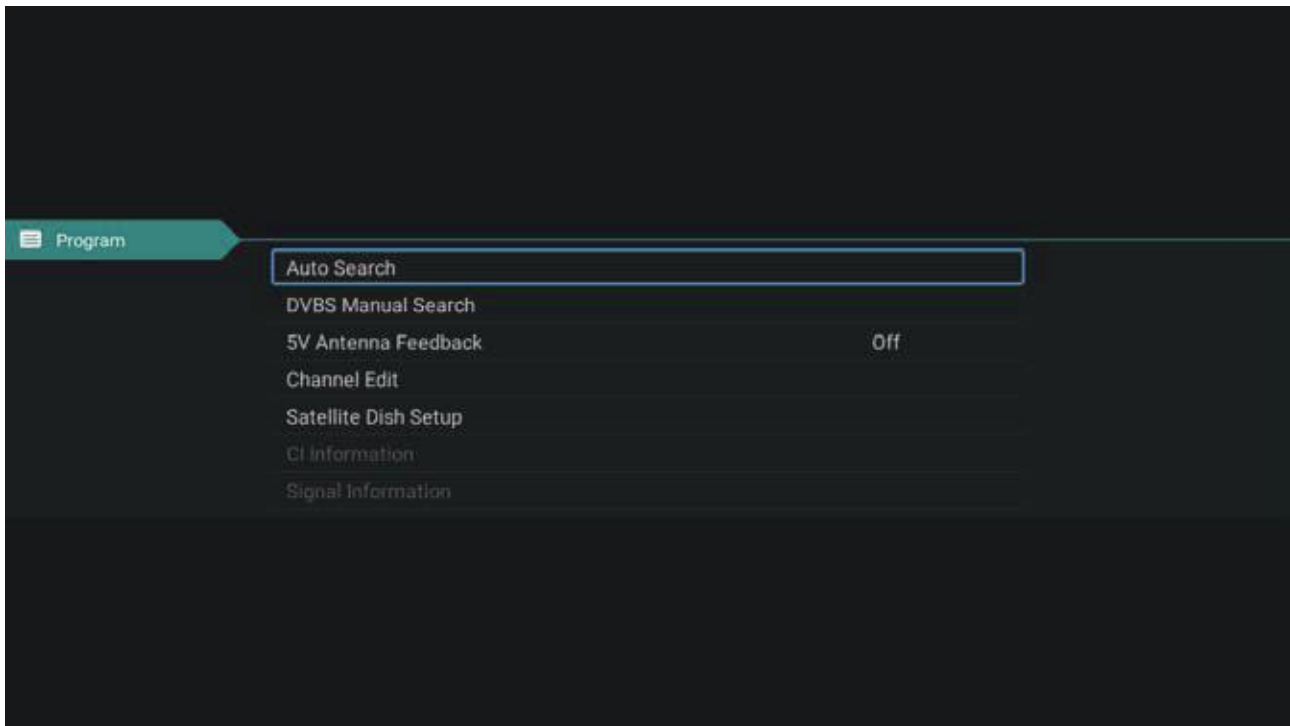 Program
Auto Search
DVBS Manual Search
5V Antenna Feedback Off
Channel Edit
Satellite Dish Setup
CI Information
Signal Information